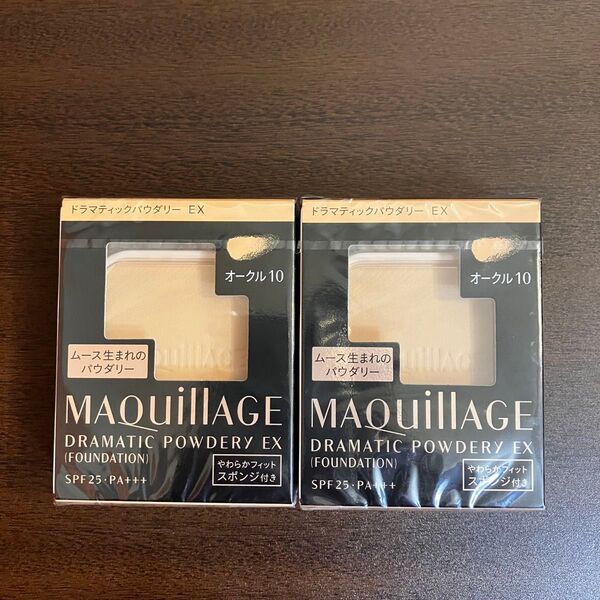 ドラマティックパウダリー EX
オークル10
ムース生まれの
パウダリー
MAQuillAGE
DRAMATIC POWDERY EX
(FOUNDATION)
SPF25・PA+++
やわらかフィット
スポンジ付き
ドラマティックパウダリー EX
オークル10
ムース生まれの
パウダリー
MAQuillAGE
DRAMATIC POWDERY EX
(FOUNDATION)
SPF25・PA+++
やわらかフィット
スポンジ付き